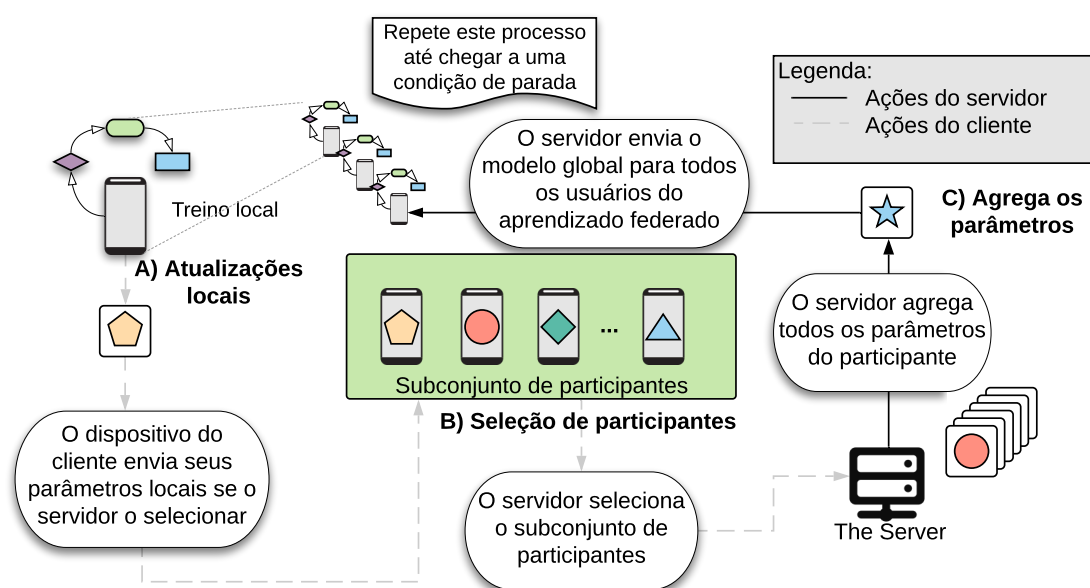 Repete este processo
até chegar a uma
condição de parada
Legenda:
Ações do servidor
Ações do cliente
O servidor envia o
modelo global para todos
os usuários do
aprendizado federado
Treino local
C) Agrega os
parâmetros
A) Atualizações
locais
O servidor agrega
todos os parâmetros
do participante
...
Subconjunto de participantes
B) Seleção de participantes
O dispositivo do
cliente envia seus
parâmetros locais se o
servidor o selecionar
O servidor seleciona
o subconjunto de
participantes
The Server